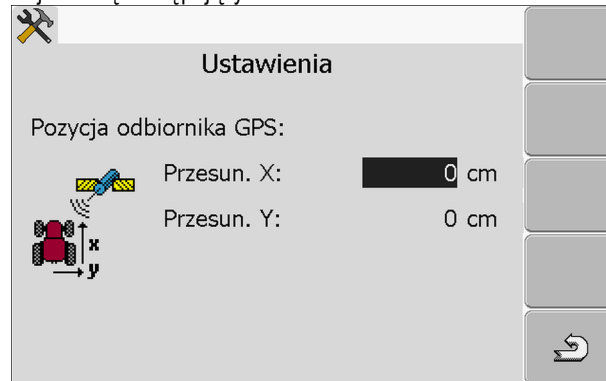 Ustawienia
Pozycja odbiornika GPS:
Przesun. X: 0 cm
Przesun. Y: 0 cm
x
y